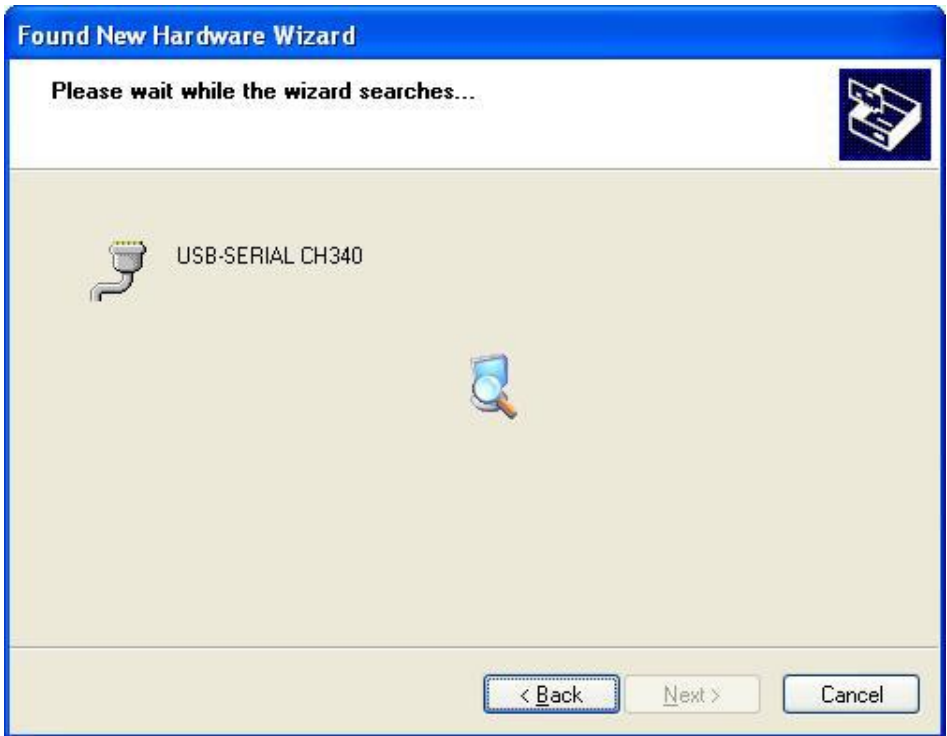 Found New Hardware Wizard
Please wait while the wizard searches...
USB-SERIAL CH340
< Back
Next >
Cancel